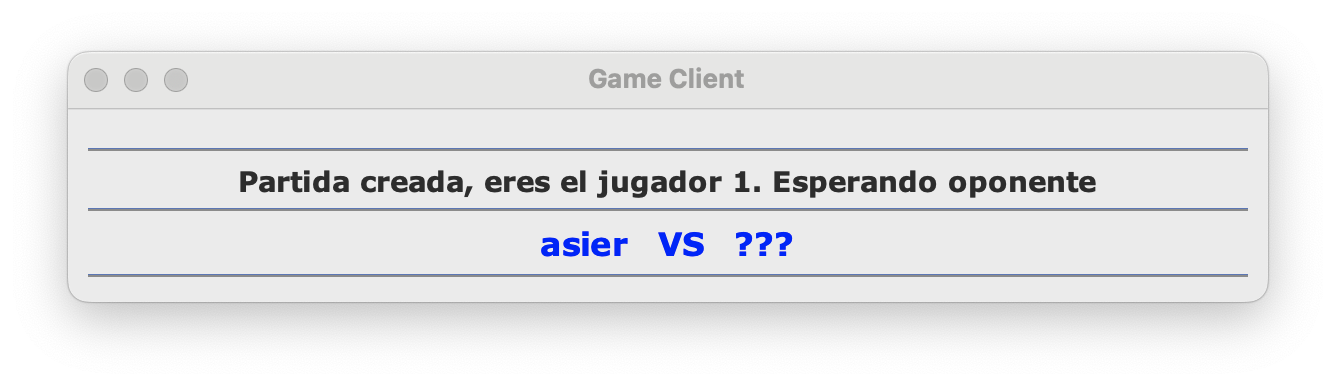 Game Client
Partida creada, eres el jugador 1. Esperando oponente
asier VS ???